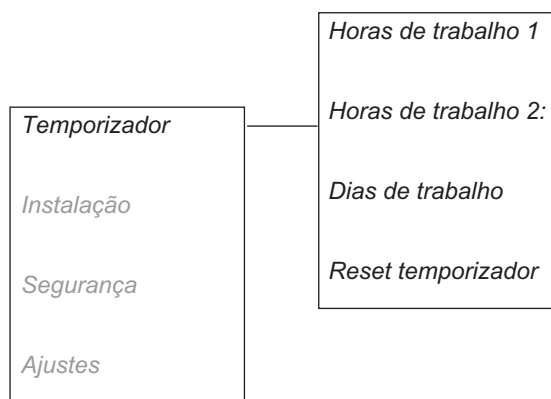 Temporizador
Instalação
Segurança
Ajustes
Horas de trabalho 1
Horas de trabalho 2:
Dias de trabalho
Reset temporizador